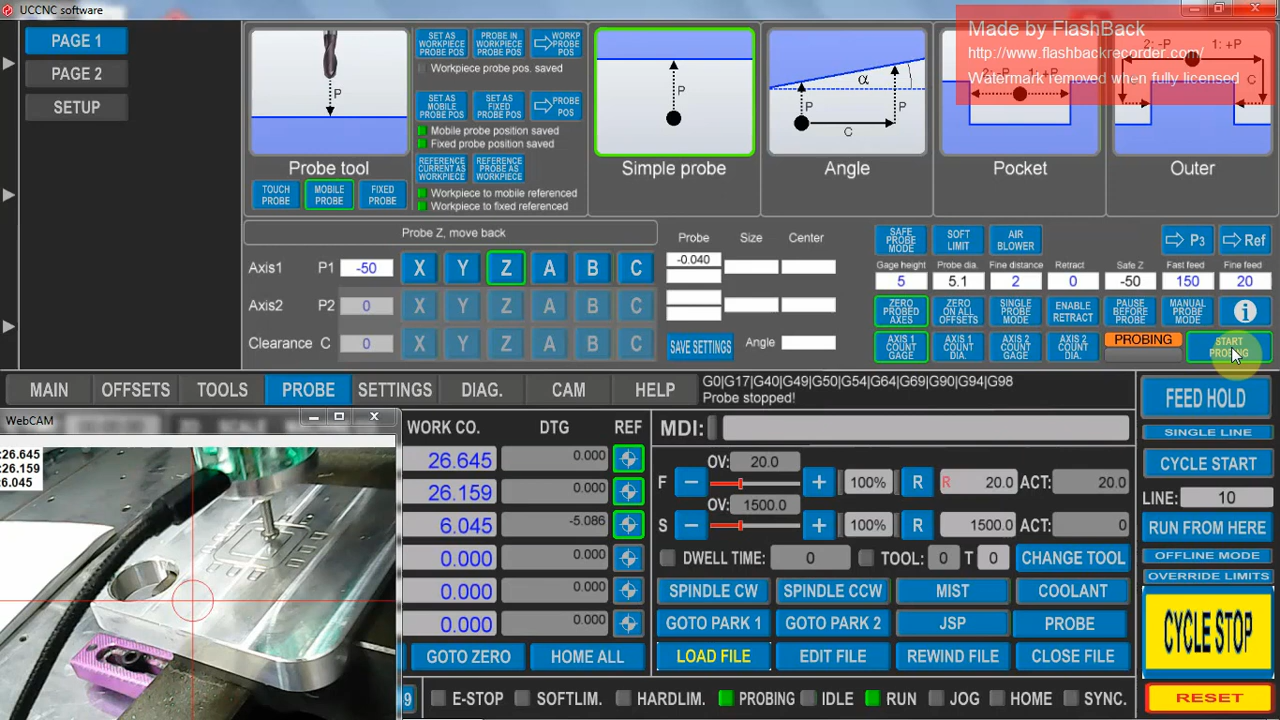 UCCNC software
Made by FlashBack
http://www.flashbackrecorder.com/
Watermark removed when fully licensed
PAGE 1
PAGE 2
SETUP
P
Probe tool
TOUCH PROBE
MOBILE PROBE
FIXED PROBE
SET AS WORKPIECE PROBE POS
PROBE IN WORKPIECE PROBE POS
WORKP PROBE POS
Workpiece probe pos. saved
SET AS MOBILE PROBE POS
SET AS FIXED PROBE POS
PROBE POS
Mobile probe position saved
Fixed probe position saved
REFERENCE CURRENT AS WORKPIECE
REFERENCE PROBE AS WORKPIECE
Workpiece to mobile referenced
Workpiece to fixed referenced
P
Simple probe
α
P
P
C
Angle
2: -P 1: +P
Pocket
2: -P 1: +P
C
Outer
Probe Z, move back
Axis1 P1 -50 X Y Z A B C
Axis2 P2 0 X Y Z A B C
Clearance C 0 X Y Z A B C
Probe Size Center
-0.040
SAVE SETTINGS
Angle
SAFE PROBE MODE
SOFT LIMIT
AIR BLOWER
P3
Ref
Gage height Probe dia. Fine distance Retract Safe Z Fast feed Fine feed
5 5.1 2 0 -50 150 20
ZERO PROBED AXES
ZERO ON ALL OFFSETS
SINGLE PROBE MODE
ENABLE RETRACT
PAUSE BEFORE PROBE
MANUAL PROBE MODE
i
AXIS 1 COUNT GAGE
AXIS 1 COUNT DIA.
AXIS 2 COUNT GAGE
AXIS 2 COUNT DIA.
PROBING
START PROBING
MAIN OFFSETS TOOLS PROBE SETTINGS DIAG. CAM HELP
G0|G17|G40|G49|G50|G54|G64|G69|G90|G94|G98
Probe stopped!
WebCAM
:26.645
:26.159
:6.045
WORK CO. DTG REF
26.645 0.000
26.159 0.000
6.045 -5.086
0.000 0.000
0.000 0.000
0.000 0.000
GOTO ZERO HOME ALL
MDI:
OV: 20.0
F − + 100% R R 20.0 ACT: 20.0
OV: 1500.0
S − + 100% R 1500.0 ACT: 0
DWELL TIME: 0 TOOL: 0 T 0 CHANGE TOOL
SPINDLE CW SPINDLE CCW MIST COOLANT
GOTO PARK 1 GOTO PARK 2 JSP PROBE
LOAD FILE EDIT FILE REWIND FILE CLOSE FILE
9 E-STOP SOFTLIM. HARDLIM. PROBING IDLE RUN JOG HOME SYNC.
FEED HOLD
SINGLE LINE
CYCLE START
LINE: 10
RUN FROM HERE
OFFLINE MODE
OVERRIDE LIMITS
CYCLE STOP
RESET